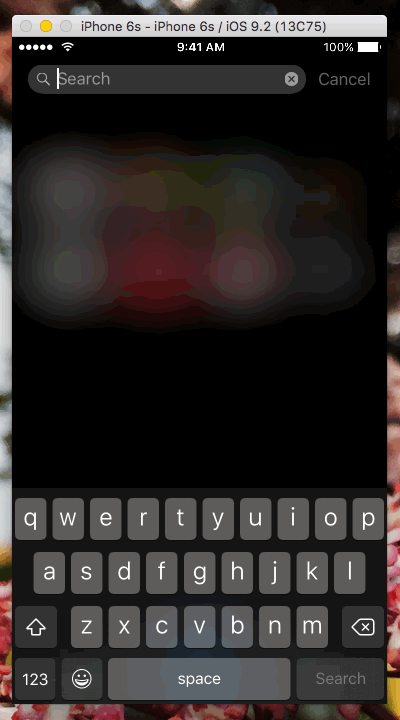 iPhone 6s - iPhone 6s / iOS 9.2 (13C75)
9:41 AM 100%
Search Cancel
q w e r t y u i o p
a s d f g h j k l
z x c v b n m
123 space Search